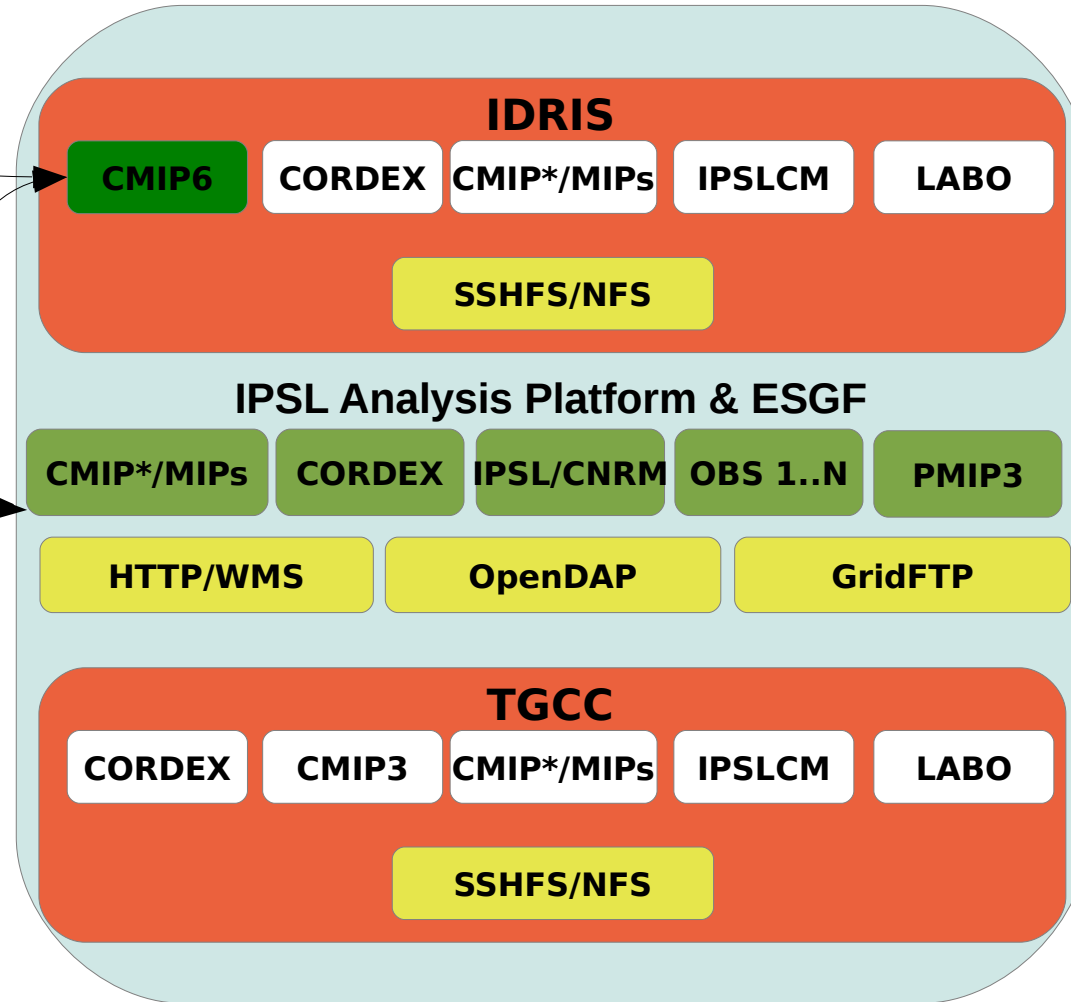 IDRIS
CMIP6 CORDEX CMIP*/MIPs IPSLCM LABO
SSHFS/NFS
IPSL Analysis Platform & ESGF
CMIP*/MIPs CORDEX IPSL/CNRM OBS 1..N PMIP3
HTTP/WMS OpenDAP GridFTP
TGCC
CORDEX CMIP3 CMIP*/MIPs IPSLCM LABO
SSHFS/NFS